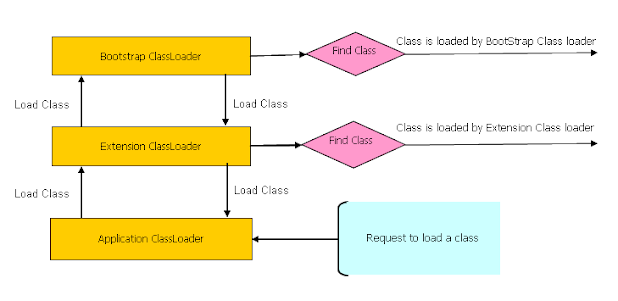 Class is loaded by BootStrap Class loader
Bootstrap ClassLoader
Find Class
Load Class
Load Class
Class is loaded by Extension Class loader
Extension ClassLoader
Find Class
Load Class
Load Class
Application ClassLoader
Request to load a class